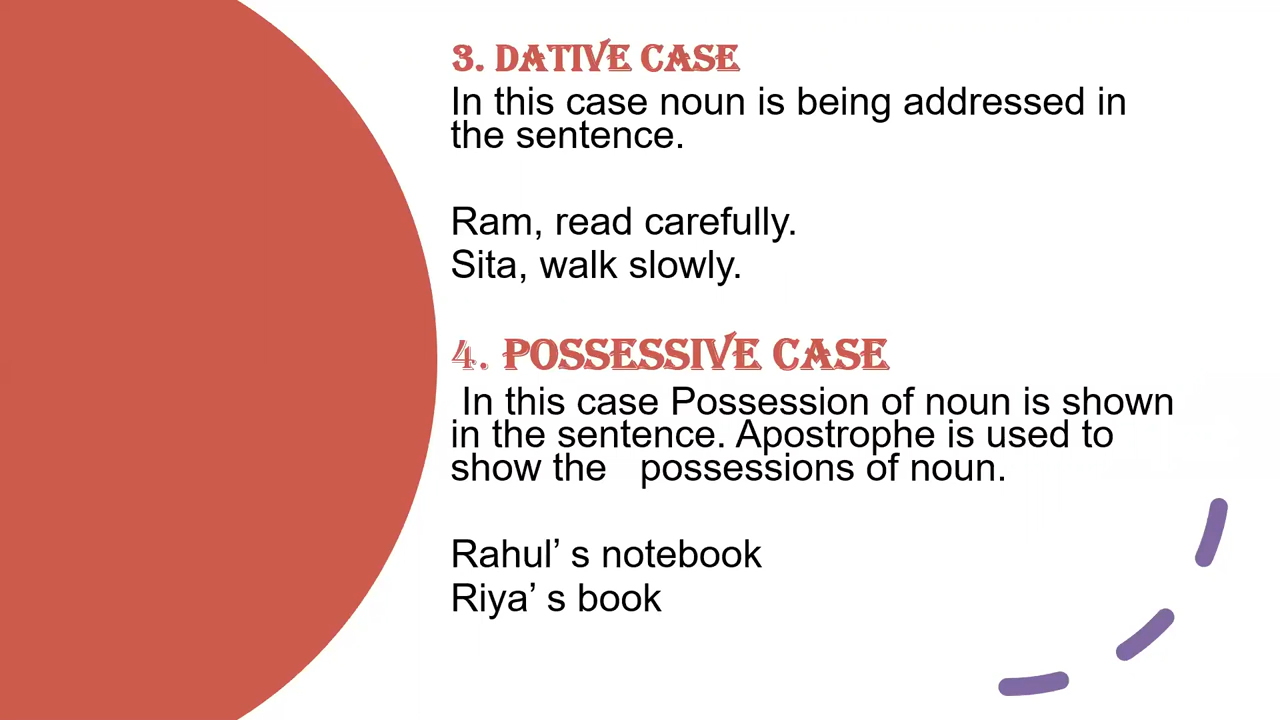 3. DATIVE CASE
In this case noun is being addressed in
the sentence.
Ram, read carefully.
Sita, walk slowly.
4. POSSESSIVE CASE
In this case Possession of noun is shown
in the sentence. Apostrophe is used to
show the   possessions of noun.
Rahul’ s notebook
Riya’ s book